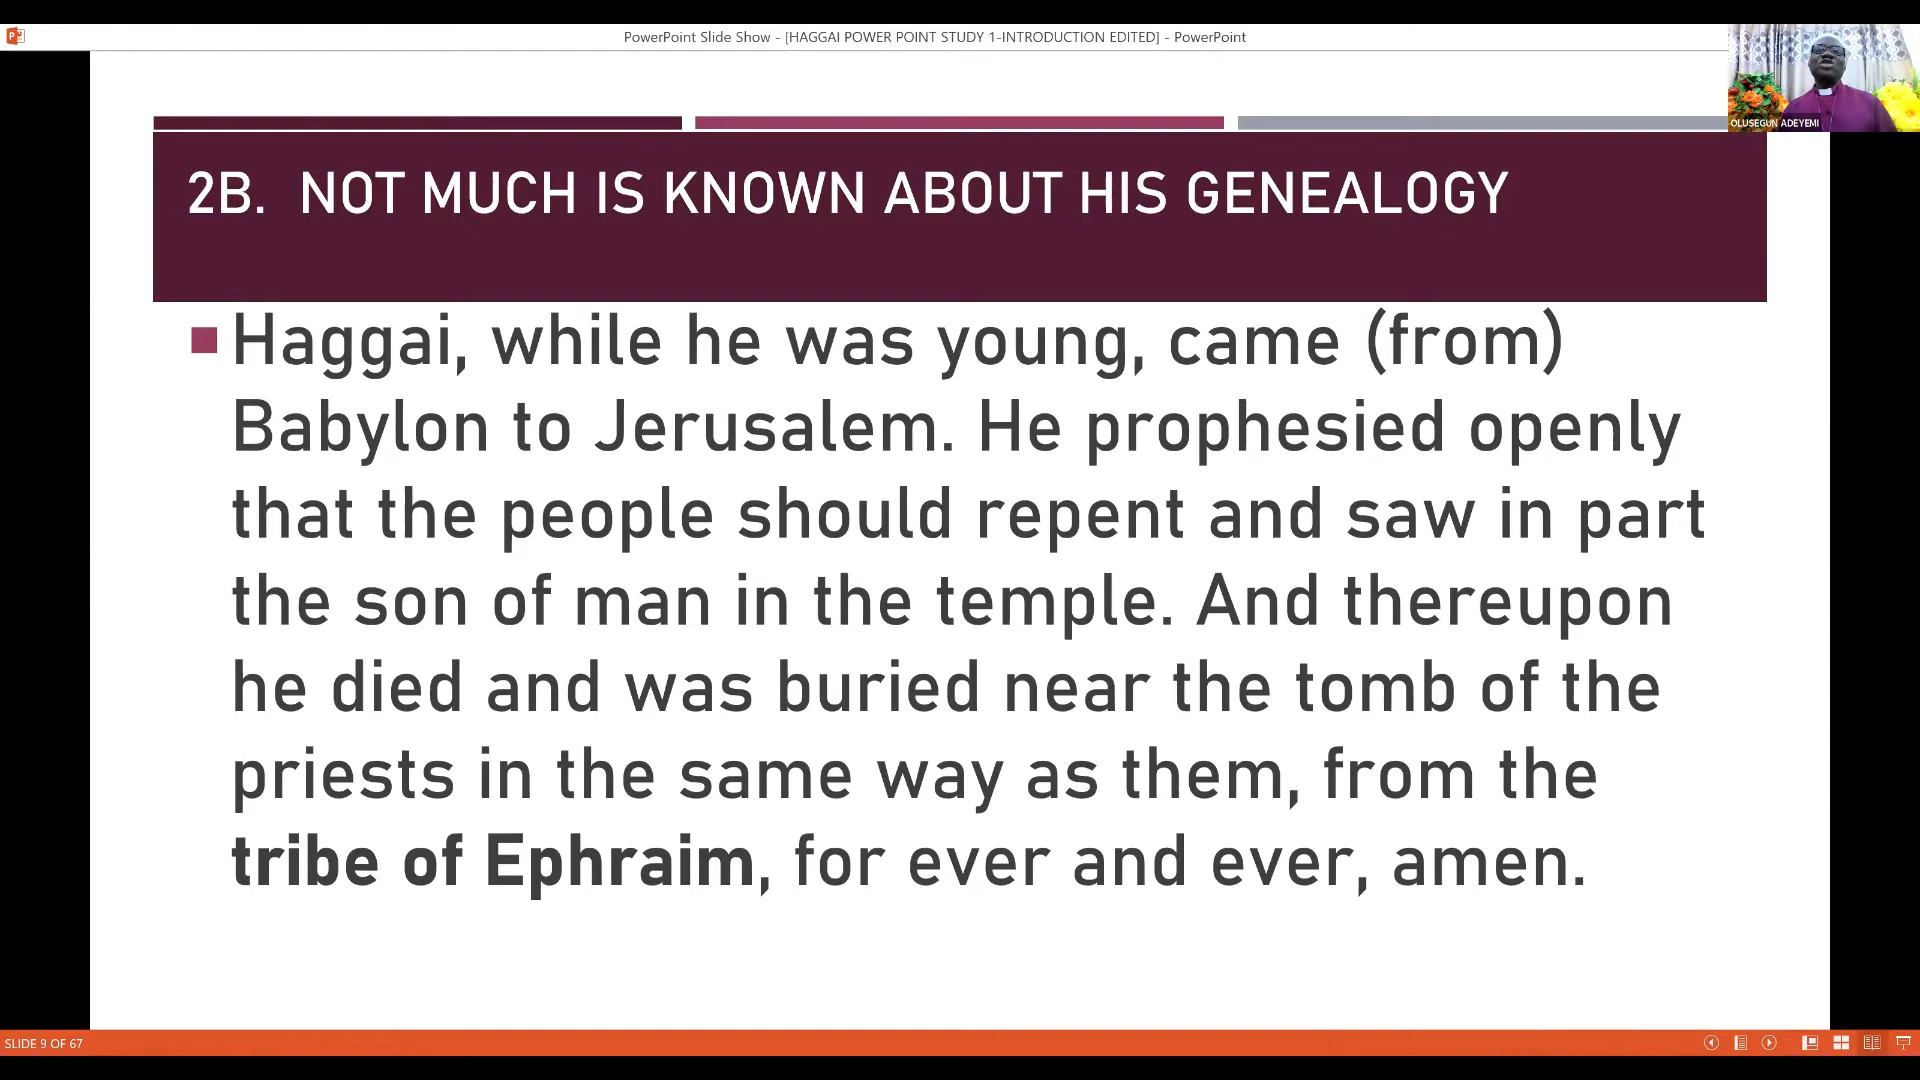 PowerPoint Slide Show - [HAGGAI POWER POINT STUDY 1-INTRODUCTION EDITED] - PowerPoint
OLUSEGUN ADEYEMI
2B. NOT MUCH IS KNOWN ABOUT HIS GENEALOGY
Haggai, while he was young, came (from)
Babylon to Jerusalem. He prophesied openly
that the people should repent and saw in part
the son of man in the temple. And thereupon
he died and was buried near the tomb of the
priests in the same way as them, from the
tribe of Ephraim, for ever and ever, amen.
SLIDE 9 OF 67